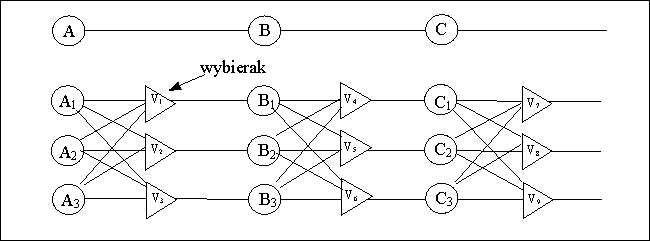 A B C
wybierak
A1 V1 B1 V4 C1 V7
A2 V2 B2 V5 C2 V8
A3 V3 B3 V6 C3 V9